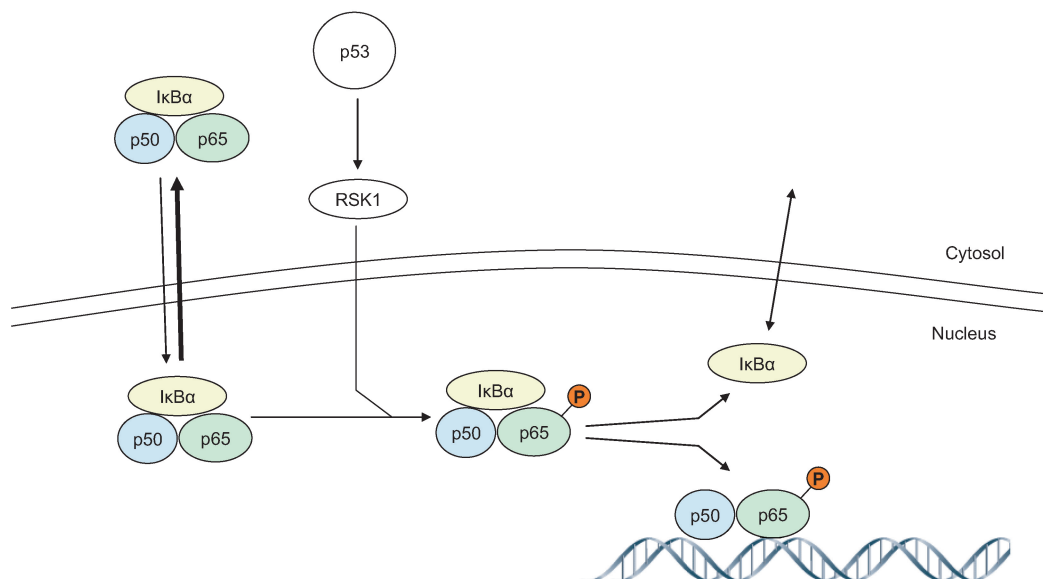 p53
IκBα
p50
p65
RSK1
Cytosol
Nucleus
IκBα
IκBα
p50
p65
IκBα
P
p50
p65
P
p50
p65